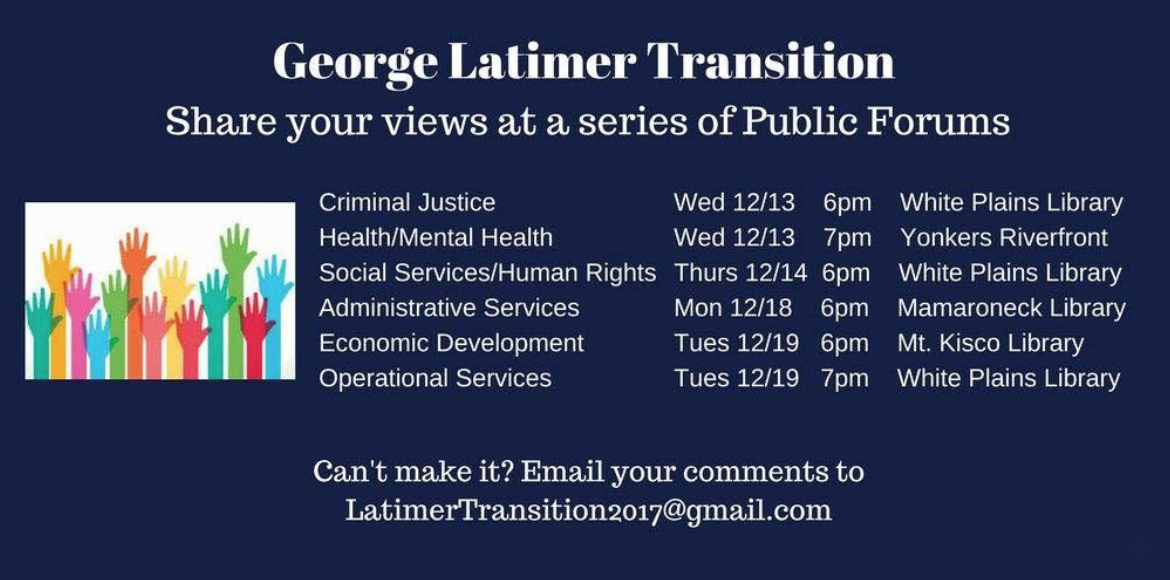 George Latimer Transition
Share your views at a series of Public Forums
Criminal Justice Wed 12/13 6pm White Plains Library
Health/Mental Health Wed 12/13 7pm Yonkers Riverfront
Social Services/Human Rights Thurs 12/14 6pm White Plains Library
Administrative Services Mon 12/18 6pm Mamaroneck Library
Economic Development Tues 12/19 6pm Mt. Kisco Library
Operational Services Tues 12/19 7pm White Plains Library
Can't make it? Email your comments to
LatimerTransition2017@gmail.com